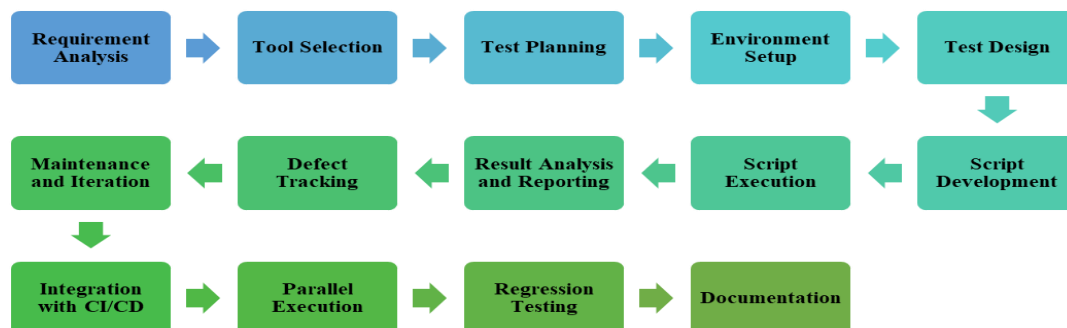 Requirement
Analysis
Tool Selection
Test Planning
Environment
Setup
Test Design
Script
Development
Script
Execution
Result Analysis
and Reporting
Defect
Tracking
Maintenance
and Iteration
Integration
with CI/CD
Parallel
Execution
Regression
Testing
Documentation